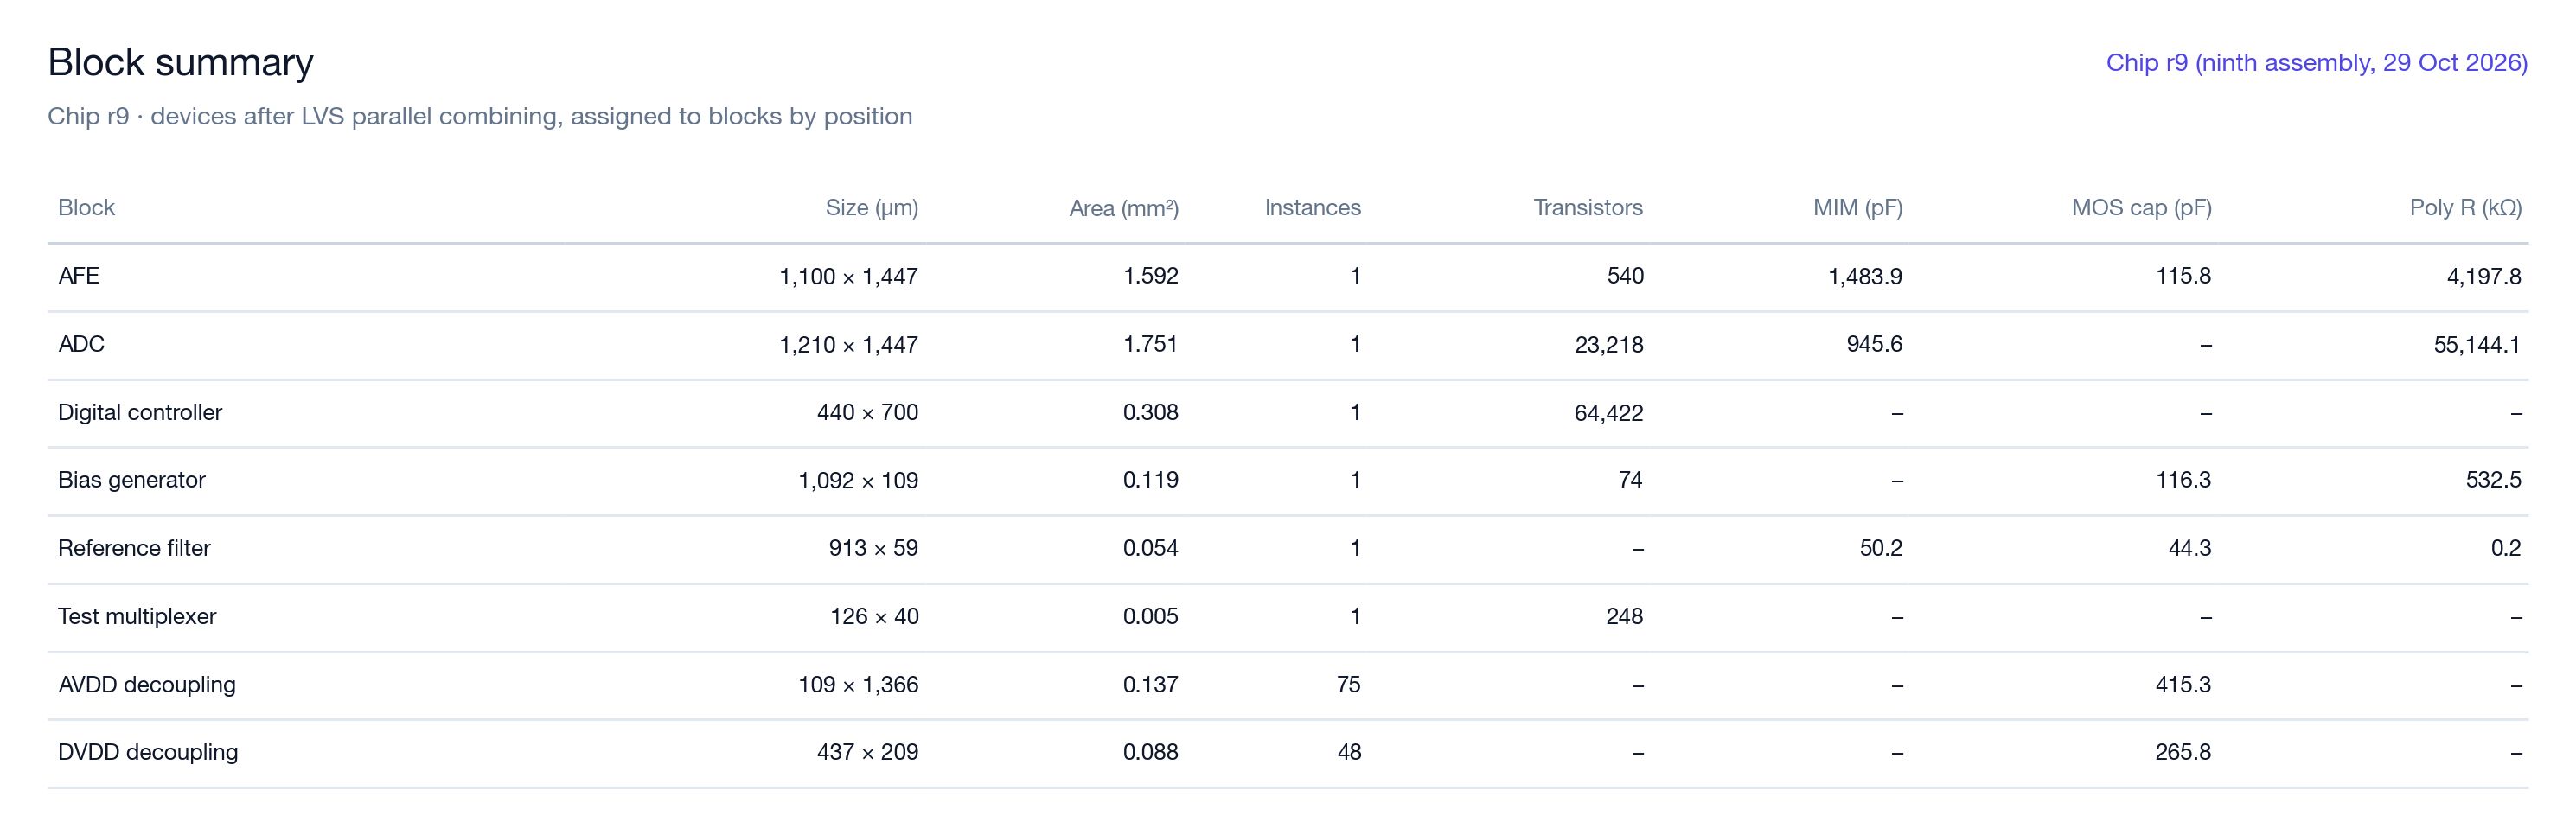 Block summary
Chip r9 (ninth assembly, 29 Oct 2026)
Chip r9 · devices after LVS parallel combining, assigned to blocks by position
Block Size (µm) Area (mm²) Instances Transistors MIM (pF) MOS cap (pF) Poly R (kΩ)
AFE 1,100 × 1,447 1.592 1 540 1,483.9 115.8 4,197.8
ADC 1,210 × 1,447 1.751 1 23,218 945.6 – 55,144.1
Digital controller 440 × 700 0.308 1 64,422 – – –
Bias generator 1,092 × 109 0.119 1 74 – 116.3 532.5
Reference filter 913 × 59 0.054 1 – 50.2 44.3 0.2
Test multiplexer 126 × 40 0.005 1 248 – – –
AVDD decoupling 109 × 1,366 0.137 75 – – 415.3 –
DVDD decoupling 437 × 209 0.088 48 – – 265.8 –